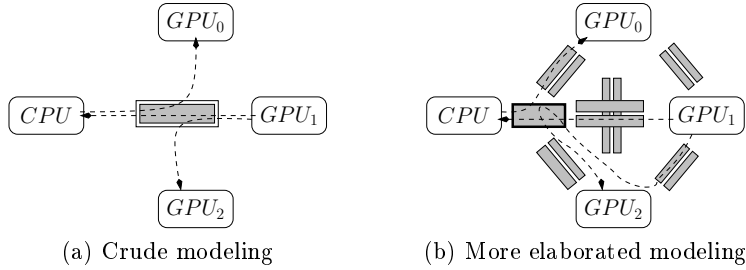 GPU₀ GPU₀
CPU GPU₁ CPU GPU₁
GPU₂ GPU₂
(a) Crude modeling (b) More elaborated modeling